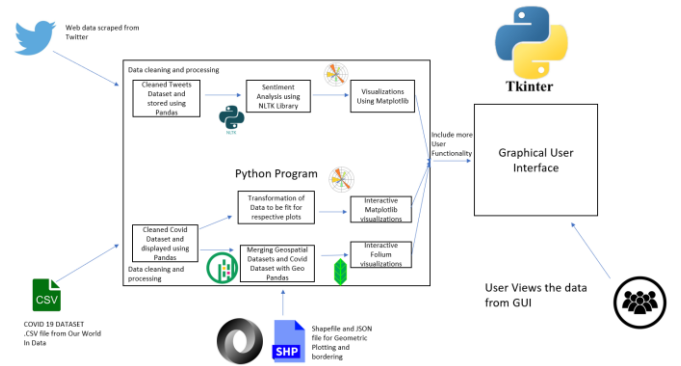 Web data scraped from
Twitter
Tkinter
Data cleaning and processing
Cleaned Tweets
Dataset and
stored using
Pandas
Sentiment
Analysis using
NLTK Library
Visualizations
Using Matplotlib
NLTK
Include more
User
Functionality
Graphical User
Interface
Python Program
Transformation of
Data to be fit for
respective plots
Interactive
Matplotlib
visualizations
Cleaned Covid
Dataset and
displayed using
Pandas
Merging Geospatial
Datasets and Covid
Dataset with Geo
Pandas
Interactive
Folium
visualizations
Data cleaning and
processing
CSV
User Views the data
from GUI
COVID 19 DATASET
.CSV file from Our World
In Data
SHP
Shapefile and JSON
file for Geometric
Plotting and
bordering